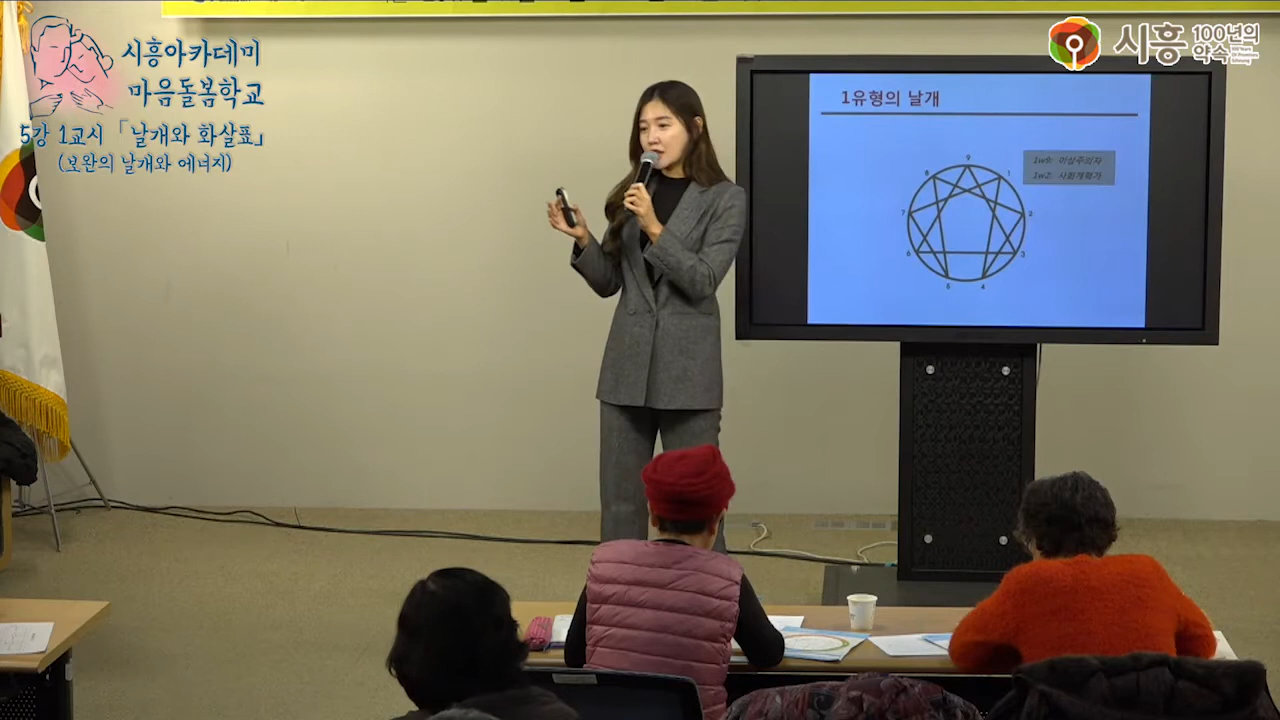 시흥아카데미
마음돌봄학교
5강 1교시 「날개와 화살표」
(보완의 날개와 에너지)
시흥 100년의
약속
1유형의 날개
1w9: 이상주의자
1w2: 사회개혁가
9
8
1
7
2
6
3
5
4